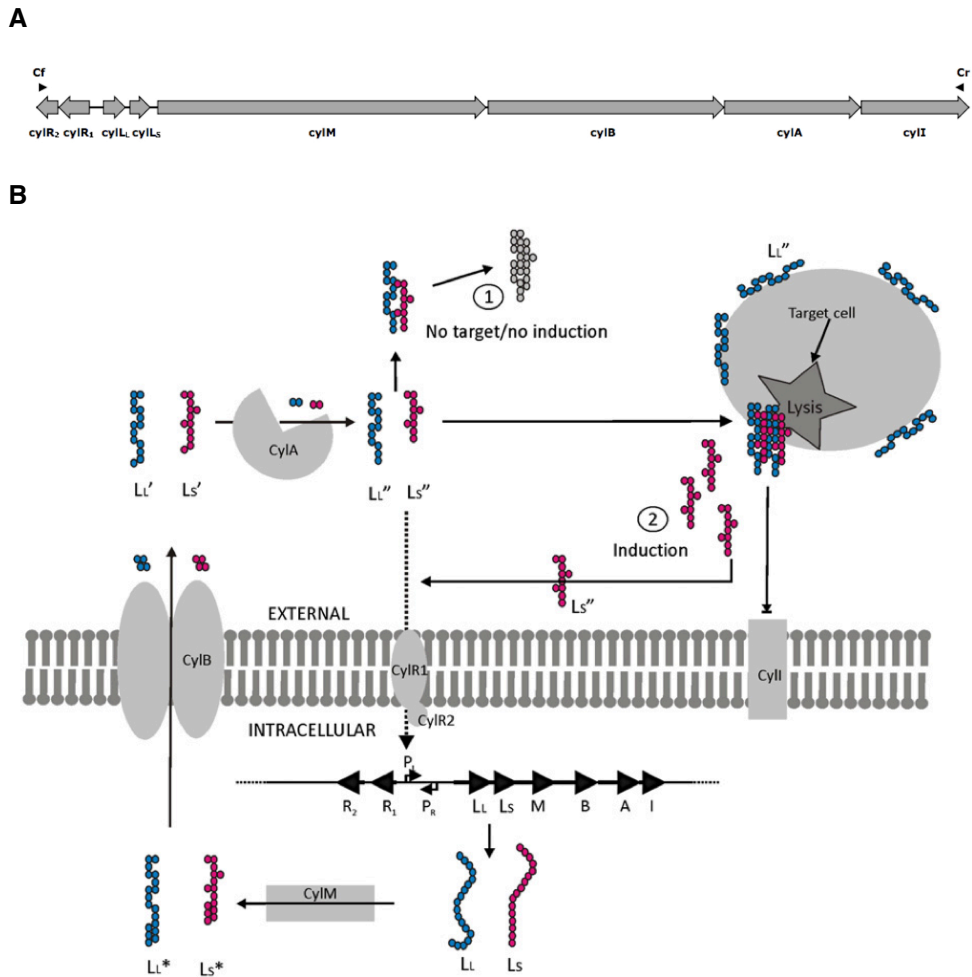 A
Cf
Cr
cylR₂ cylR₁ cylLL cylLS cylM cylB cylA cylI
B
LL”
1
No target/no induction
Target cell
Lysis
CylA
LL’ LS’
LL” LS”
2
Induction
LS”
EXTERNAL
CylB
CylR1
CylI
CylR2
INTRACELLULAR
PL
R₂ R₁ PR LL LS M B A I
CylM
LL* LS*
LL LS